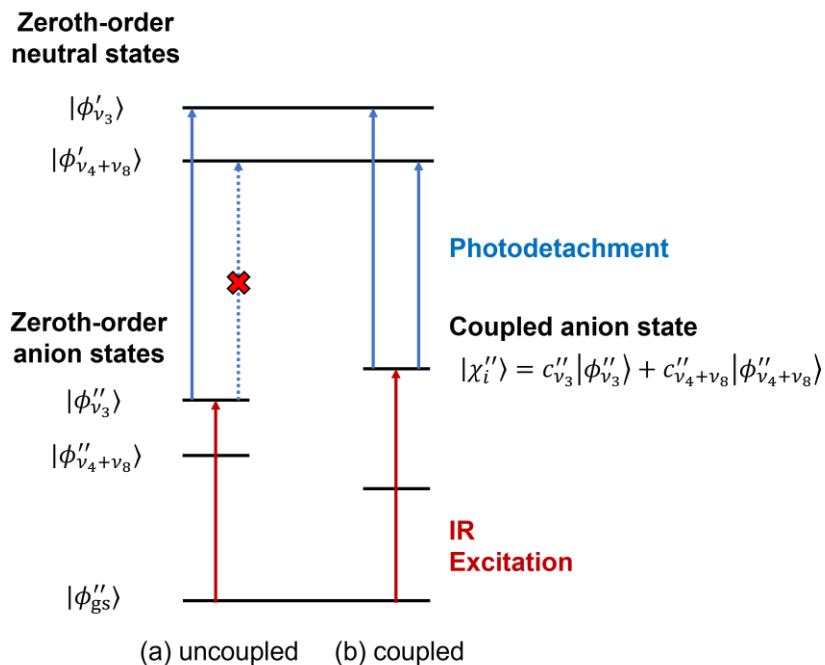 Zeroth-order
neutral states
|ϕ′ν₃⟩
|ϕ′ν₄+ν₈⟩
Photodetachment
Zeroth-order
anion states
Coupled anion state
|χ″ᵢ⟩ = c″ν₃|ϕ″ν₃⟩ + c″ν₄+ν₈|ϕ″ν₄+ν₈⟩
|ϕ″ν₃⟩
|ϕ″ν₄+ν₈⟩
IR
Excitation
|ϕ″gs⟩
(a) uncoupled (b) coupled